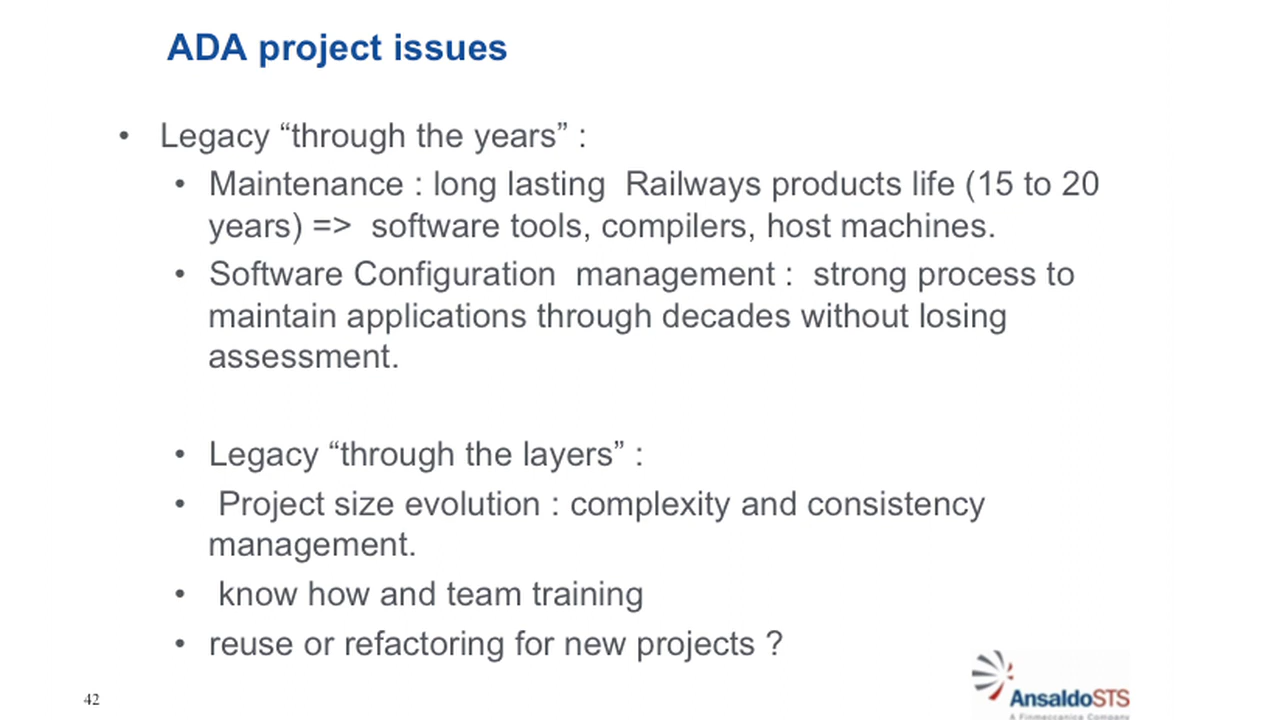 ADA project issues
• Legacy “through the years” :
• Maintenance : long lasting  Railways products life (15 to 20
years) =>  software tools, compilers, host machines.
• Software Configuration  management :  strong process to
maintain applications through decades without losing
assessment.
• Legacy “through the layers” :
•  Project size evolution : complexity and consistency
management.
•  know how and team training
• reuse or refactoring for new projects ?
42
AnsaldoSTS
A Finmeccanica Company